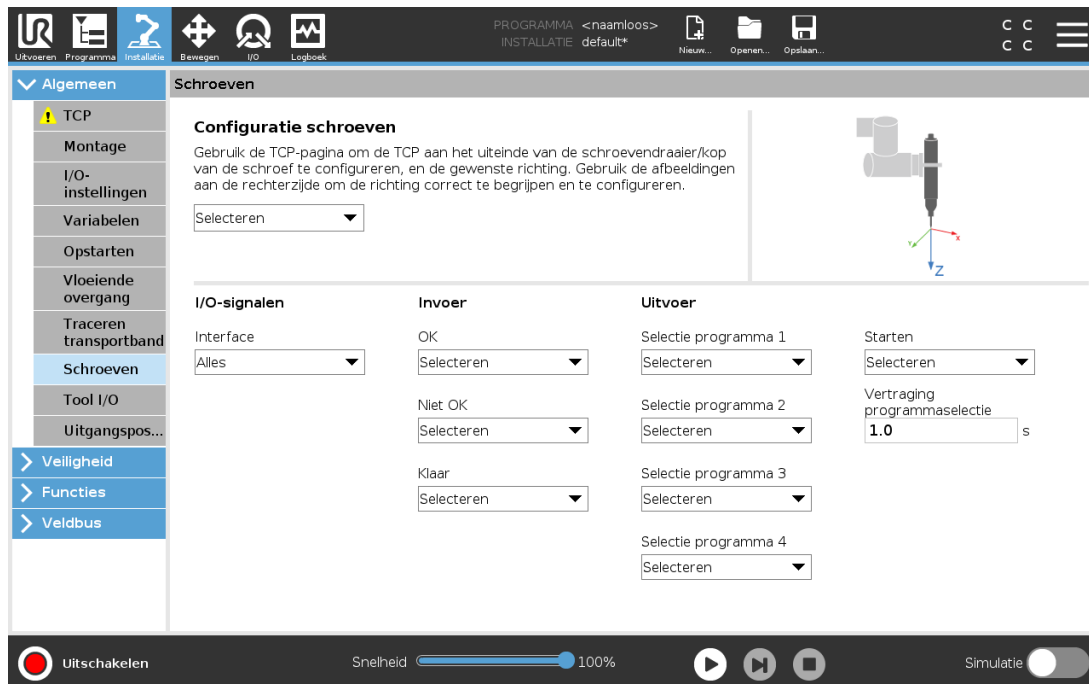 PROGRAMMA <naamloos>
INSTALLATIE default*
UR
Uitvoeren Programma Installatie Bewegen I/O Logboek
Nieuw... Openen... Opslaan...
C C
C C
Algemeen
TCP
Montage
I/O-
instellingen
Variabelen
Opstarten
Vloeiende
overgang
Traceren
transportband
Schroeven
Tool I/O
Uitgangspos...
Veiligheid
Functies
Veldbus
Schroeven
Configuratie schroeven
Gebruik de TCP-pagina om de TCP aan het uiteinde van de schroevendraaier/kop
van de schroef te configureren, en de gewenste richting. Gebruik de afbeeldingen
aan de rechterzijde om de richting correct te begrijpen en te configureren.
Selecteren
Y X
Z
I/O-signalen
Interface
Alles
Invoer
OK
Selecteren
Niet OK
Selecteren
Klaar
Selecteren
Uitvoer
Selectie programma 1
Selecteren
Selectie programma 2
Selecteren
Selectie programma 3
Selecteren
Selectie programma 4
Selecteren
Starten
Selecteren
Vertraging
programmaselectie
1.0 s
Uitschakelen
Snelheid 100%
Simulatie